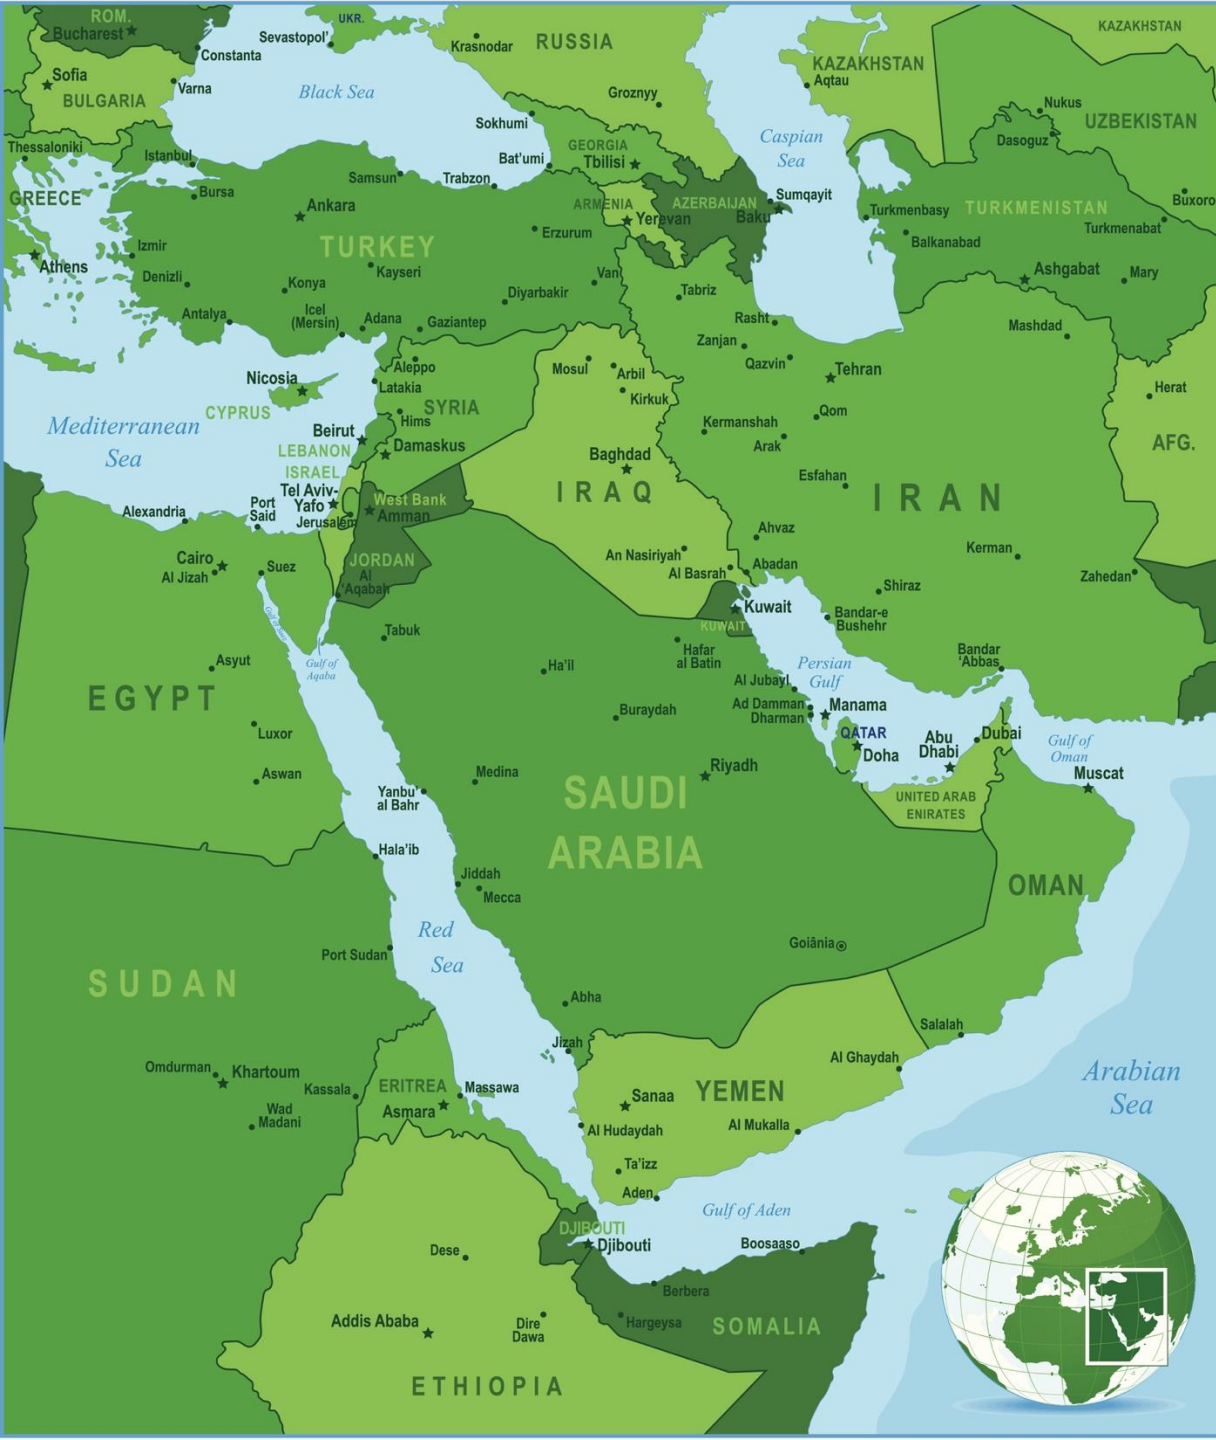 ROM.
Bucharest
UKR.
Sevastopol'
Constanta
Krasnodar
RUSSIA
KAZAKHSTAN
KAZAKHSTAN
Aqtau
Sofia
BULGARIA
Varna
Black Sea
Groznyy
Nukus
UZBEKISTAN
Dasoguz
Sokhumi
Caspian
Sea
Thessaloniki
Istanbul
GEORGIA
Tbilisi
Bat'umi
Samsun
Trabzon
GREECE
Bursa
Ankara
ARMENIA
Yerevan
AZERBAIJAN
Baku
Sumqayit
Turkmenbasy
TURKMENISTAN
Buxoro
Turkmenabat
Balkanabad
Erzurum
TURKEY
Izmir
Athens
Denizli
Konya
Kayseri
Van
Diyarbakir
Tabriz
Ashgabat
Mary
Antalya
Icel
(Mersin)
Adana
Gaziantep
Rasht
Zanjan
Qazvin
Mashdad
Tehran
Nicosia
CYPRUS
Aleppo
Latakia
Mosul
Arbil
Kirkuk
SYRIA
Hims
Herat
AFG.
Qom
Kermanshah
Arak
Mediterranean
Sea
Beirut
LEBANON
Damaskus
ISRAEL
Baghdad
IRAQ
Esfahan
IRAN
Tel Aviv-
Yafo
Jerusalem
West Bank
Amman
Alexandria
Port
Said
Ahvaz
Kerman
Zahedan
Cairo
Al Jizah
Suez
JORDAN
Al
'Aqabah
An Nasiriyah
Al Basrah
Abadan
Shiraz
Kuwait
KUWAIT
Bandar-e
Bushehr
Tabuk
Gulf of
Aqaba
Hafar
al Batin
Persian
Gulf
Bandar
'Abbas
Asyut
Ha'il
Al Jubayl
Ad Damman
Dharman
Manama
EGYPT
Buraydah
QATAR
Doha
Abu
Dhabi
Dubai
Gulf of
Oman
Muscat
Luxor
Aswan
Medina
Riyadh
Yanbu'
al Bahr
SAUDI
ARABIA
UNITED ARAB
ENIRATES
Hala'ib
Jiddah
Mecca
OMAN
Red
Sea
Goiânia
Port Sudan
SUDAN
Abha
Salalah
Jizah
Al Ghaydah
Omdurman
Khartoum
Kassala
ERITREA
Asmara
Massawa
Sanaa
YEMEN
Arabian
Sea
Wad
Madani
Al Hudaydah
Al Mukalla
Ta'izz
Aden
Gulf of Aden
DJIBOUTI
Djibouti
Boosaaso
Dese
Berbera
Addis Ababa
Dire
Dawa
Hargeysa
SOMALIA
ETHIOPIA